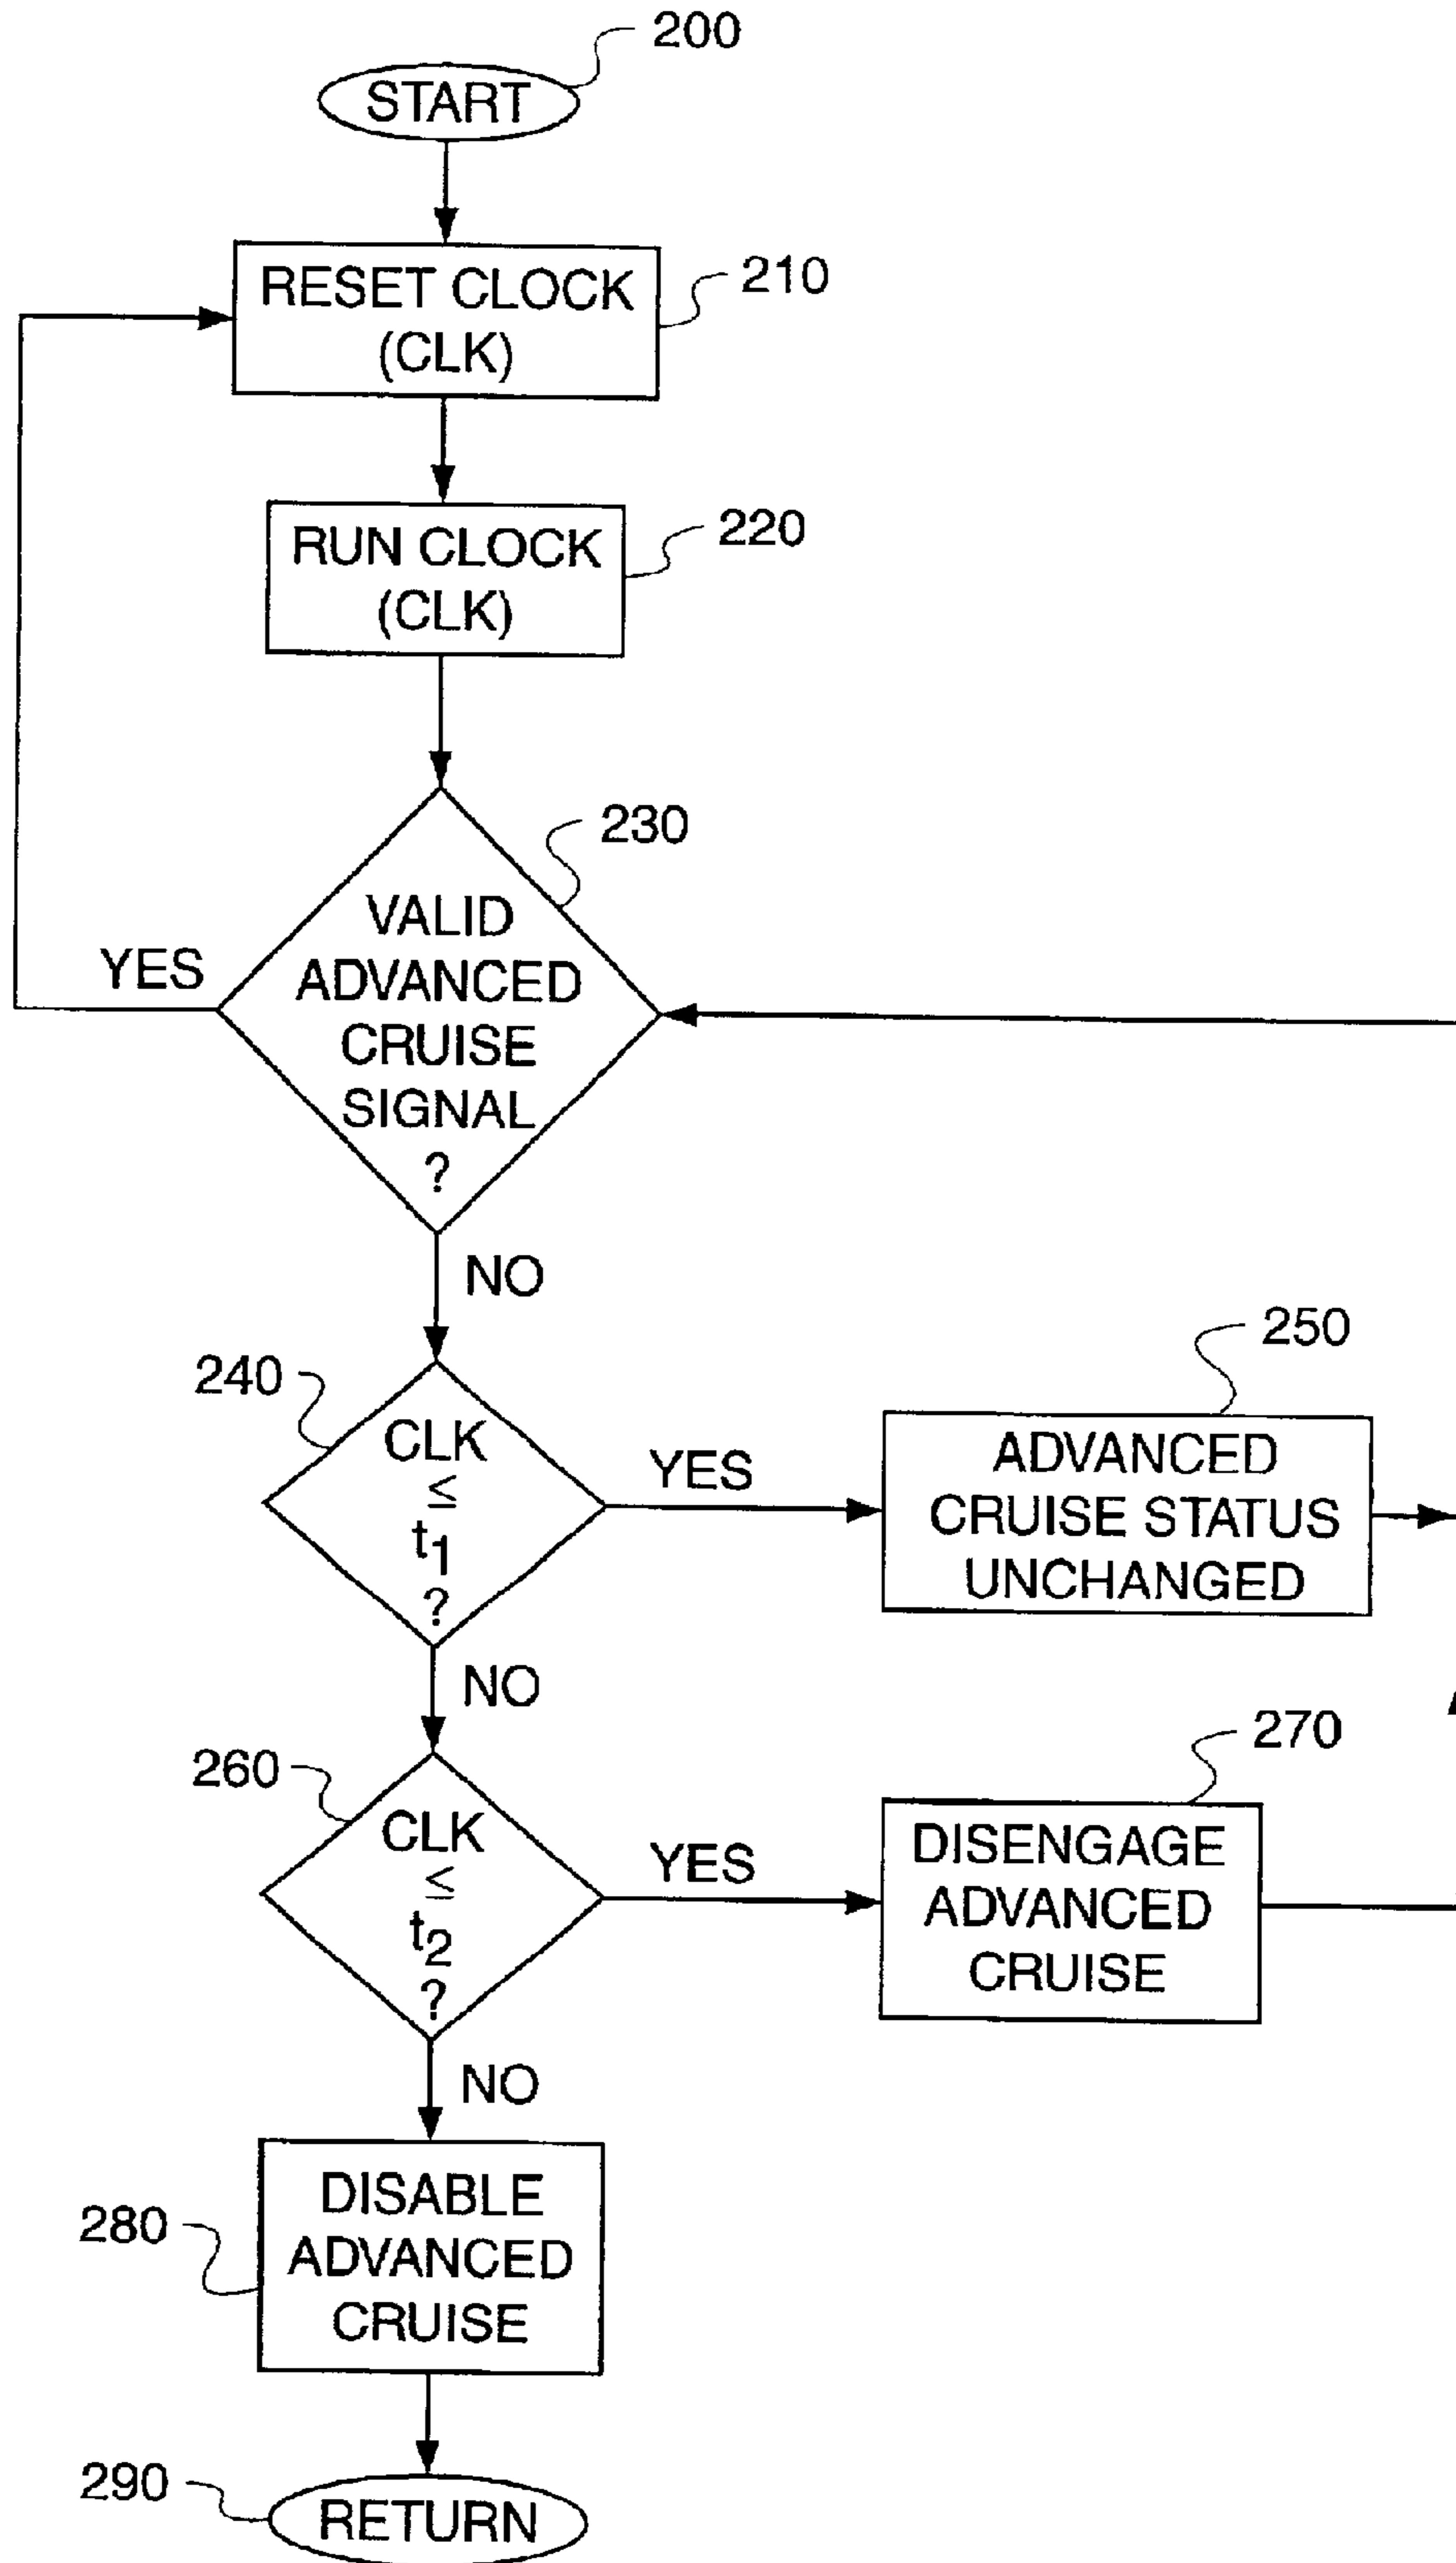 200
START
RESET CLOCK
(CLK)
210
RUN CLOCK
(CLK)
220
230
VALID
ADVANCED
CRUISE
SIGNAL
?
YES
NO
240
CLK
≤
t1
?
YES
250
ADVANCED
CRUISE STATUS
UNCHANGED
NO
260
CLK
≤
t2
?
YES
270
DISENGAGE
ADVANCED
CRUISE
NO
280
DISABLE
ADVANCED
CRUISE
290
RETURN